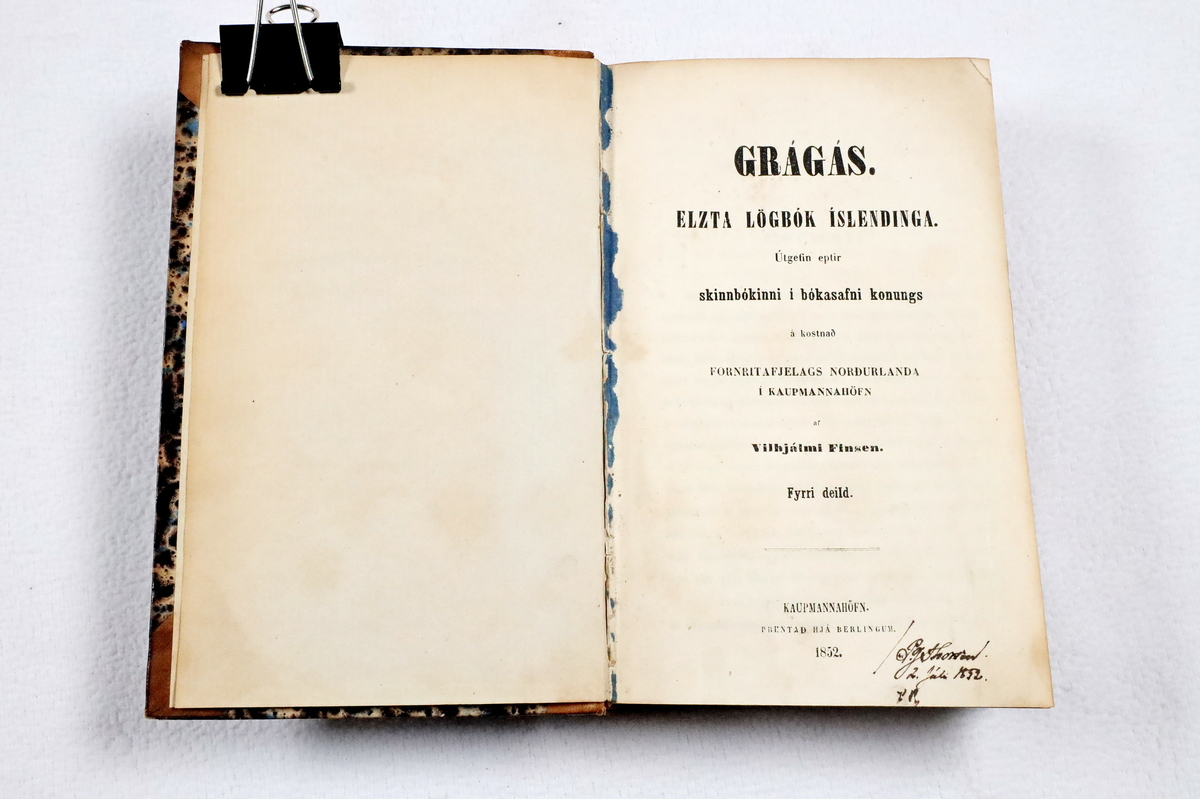 GRÁGÁS.
ELZTA LÖGBÓK ÍSLENDINGA.
Útgefin eptir
skinnbókinni í bókasafni konungs
á kostnað
FORNRITAFJELAGS NORÐURLANDA
Í KAUPMANNAHÖFN
af
Vilhjálmi Finsen.
Fyrri deild.
KAUPMANNAHÖFN.
PRENTAÐ HJÁ BERLINGUM.
1852.
2. Júli 1852.